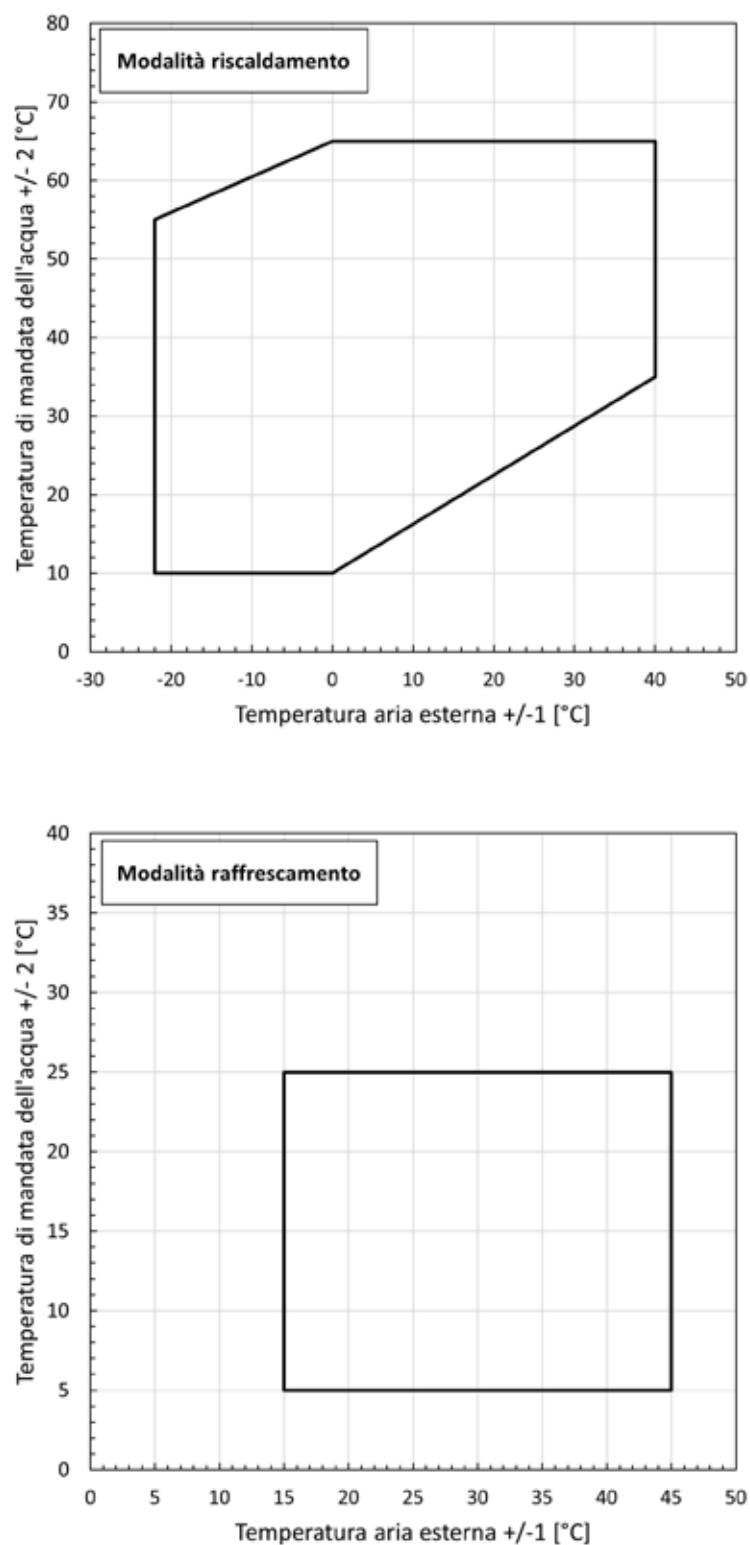 Modalità riscaldamento
Temperatura di mandata dell'acqua +/- 2 [°C]
80
70
60
50
40
30
20
10
0
-30 -20 -10 0 10 20 30 40 50
Temperatura aria esterna +/-1 [°C]
Modalità raffrescamento
Temperatura di mandata dell'acqua +/- 2 [°C]
40
35
30
25
20
15
10
5
0
0 5 10 15 20 25 30 35 40 45 50
Temperatura aria esterna +/-1 [°C]